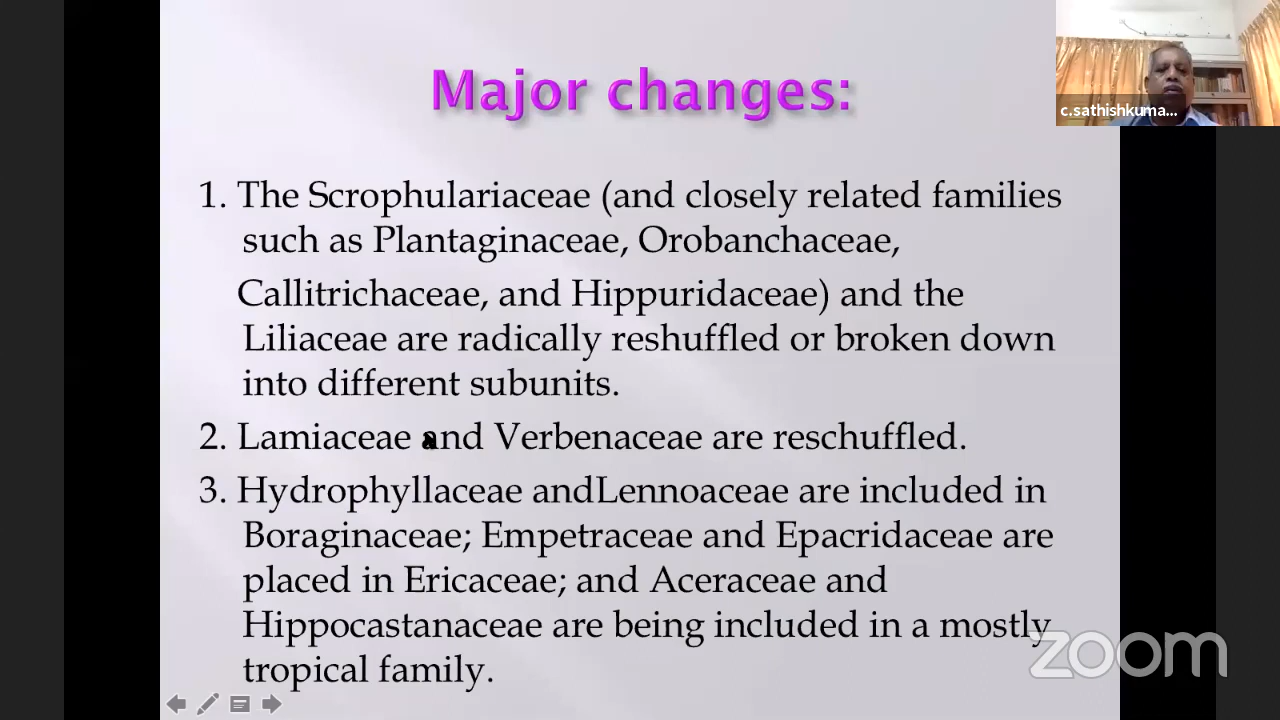 Major changes:
c.sathishkuma...
1. The Scrophulariaceae (and closely related families
such as Plantaginaceae, Orobanchaceae,
Callitrichaceae, and Hippuridaceae) and the
Liliaceae are radically reshuffled or broken down
into different subunits.
2. Lamiaceae and Verbenaceae are reschuffled.
3. Hydrophyllaceae andLennoaceae are included in
Boraginaceae; Empetraceae and Epacridaceae are
placed in Ericaceae; and Aceraceae and
Hippocastanaceae are being included in a mostly
tropical family.
zoom